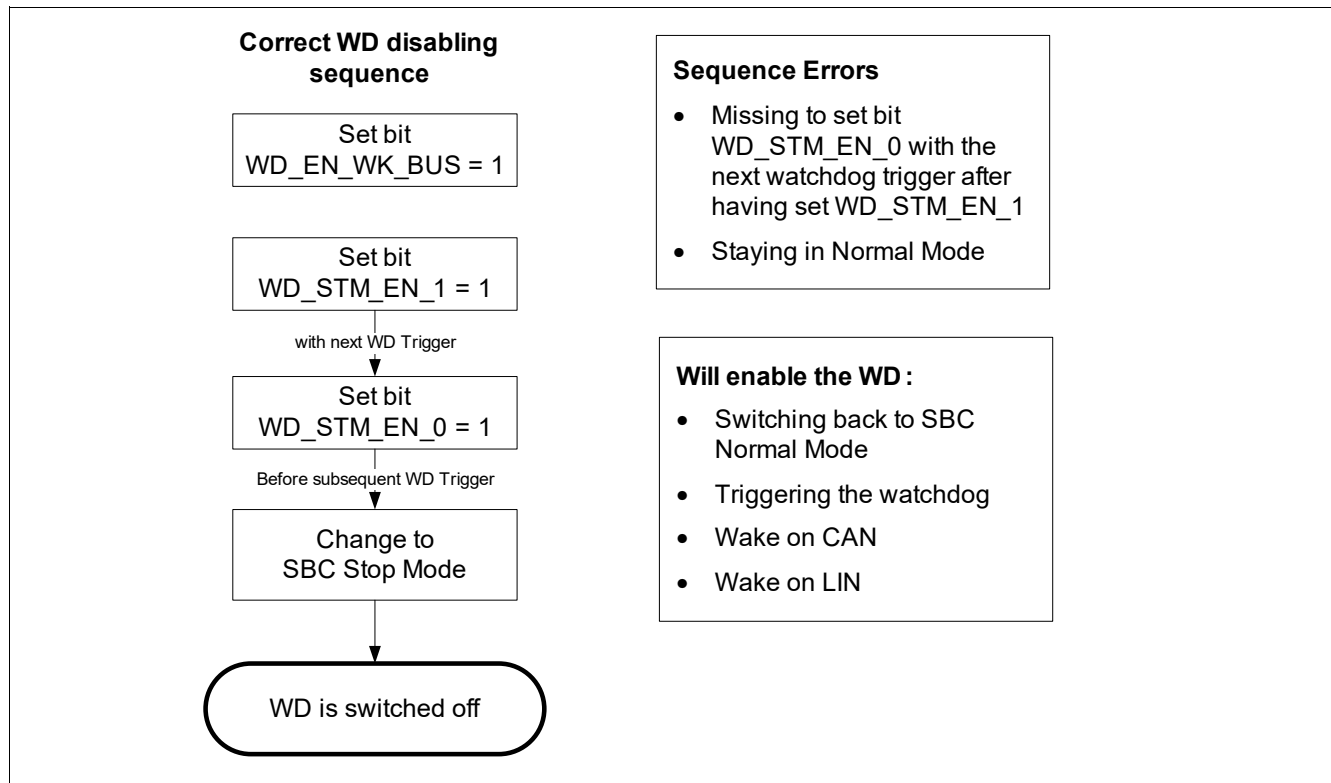 Correct WD disabling
sequence
Set bit
WD_EN_WK_BUS = 1
Set bit
WD_STM_EN_1 = 1
with next WD Trigger
Set bit
WD_STM_EN_0 = 1
Before subsequent WD Trigger
Change to
SBC Stop Mode
WD is switched off
Sequence Errors
• Missing to set bit
WD_STM_EN_0 with the
next watchdog trigger after
having set WD_STM_EN_1
• Staying in Normal Mode
Will enable the WD :
• Switching back to SBC
Normal Mode
• Triggering the watchdog
• Wake on CAN
• Wake on LIN